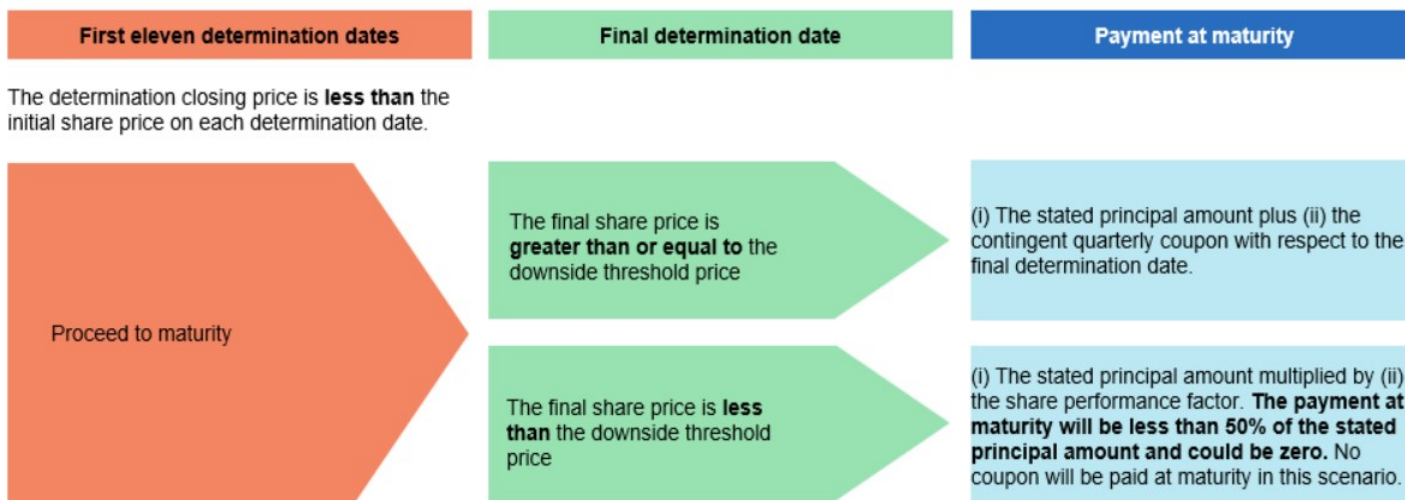 First eleven determination dates
Final determination date
Payment at maturity
The determination closing price is less than the
initial share price on each determination date.
Proceed to maturity
The final share price is
greater than or equal to the
downside threshold price
(i) The stated principal amount plus (ii) the
contingent quarterly coupon with respect to the
final determination date.
The final share price is less
than the downside threshold
price
(i) The stated principal amount multiplied by (ii)
the share performance factor. The payment at
maturity will be less than 50% of the stated
principal amount and could be zero. No
coupon will be paid at maturity in this scenario.